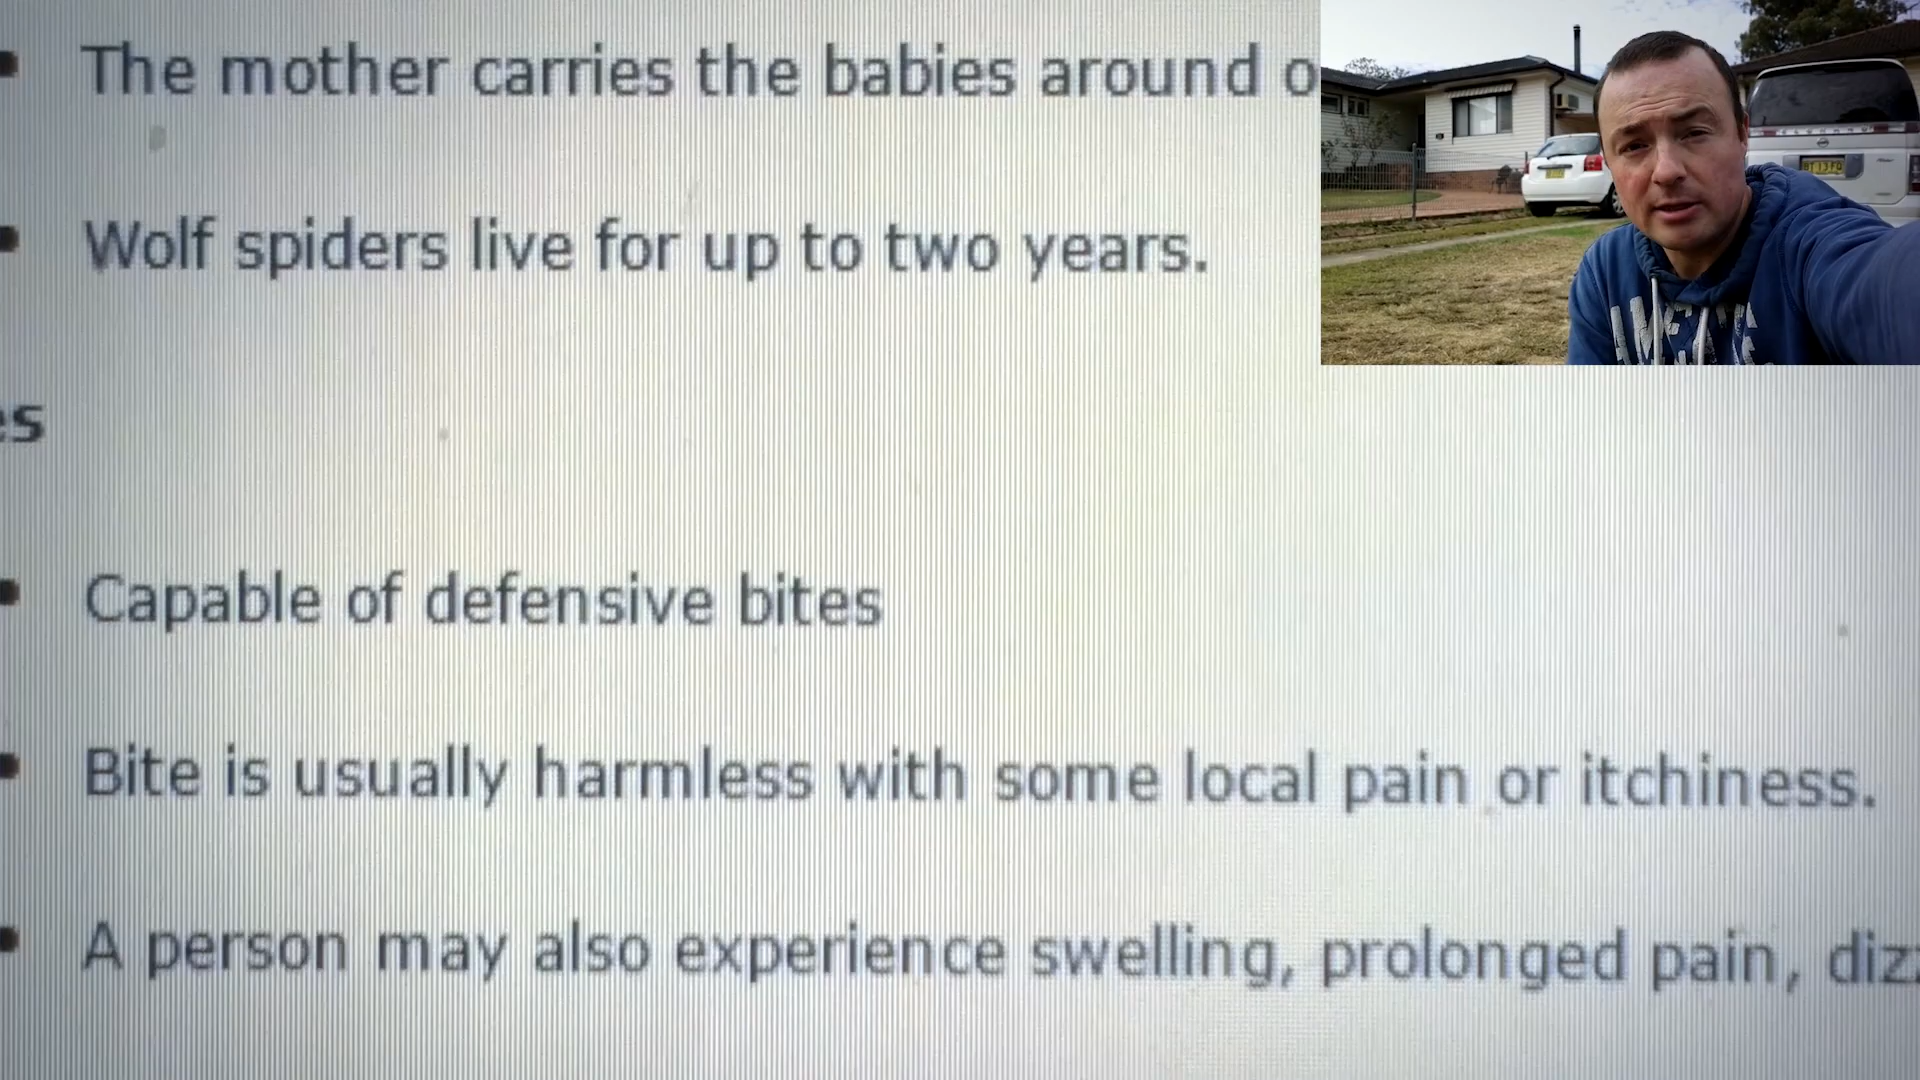 The mother carries the babies around o
Wolf spiders live for up to two years.
es
Capable of defensive bites
Bite is usually harmless with some local pain or itchiness.
A person may also experience swelling, prolonged pain, diz
ELGRAND